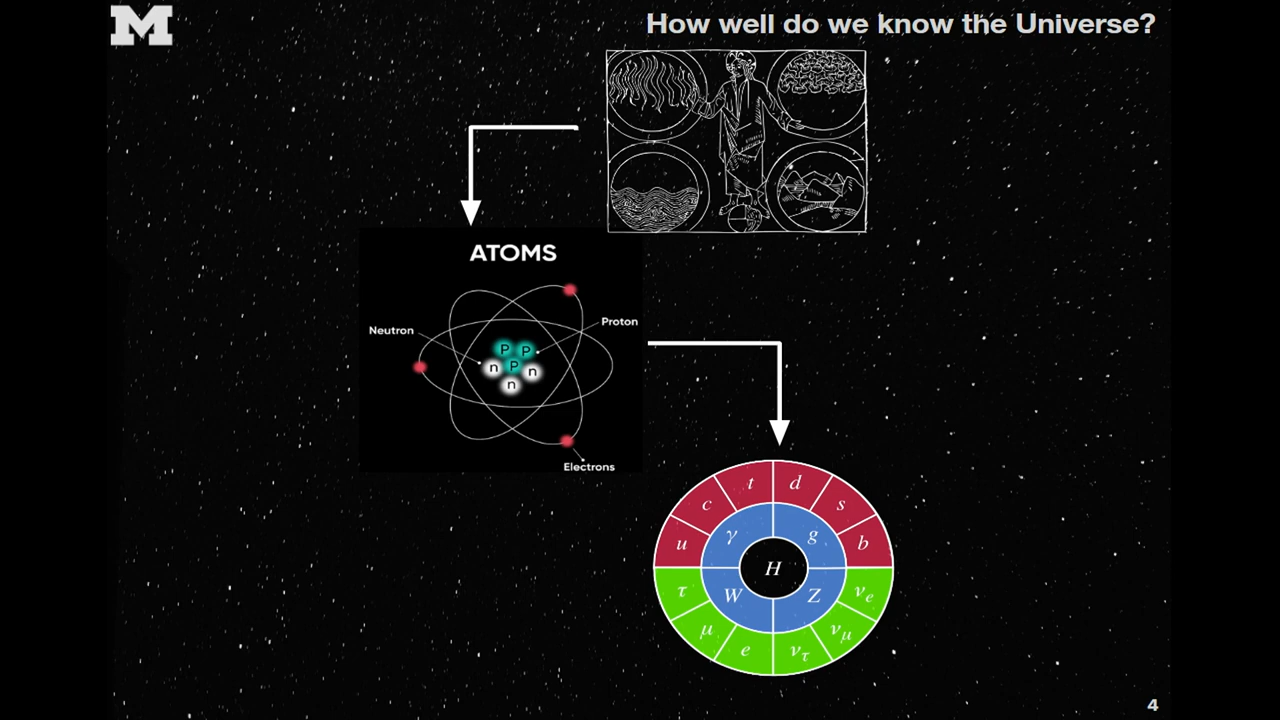 M
How well do we know the Universe?
ATOMS
Neutron
Proton
P P
n P n
n
Electrons
t d
c s
γ g
u b
H
τ W Z νe
μ νμ
e ντ
4